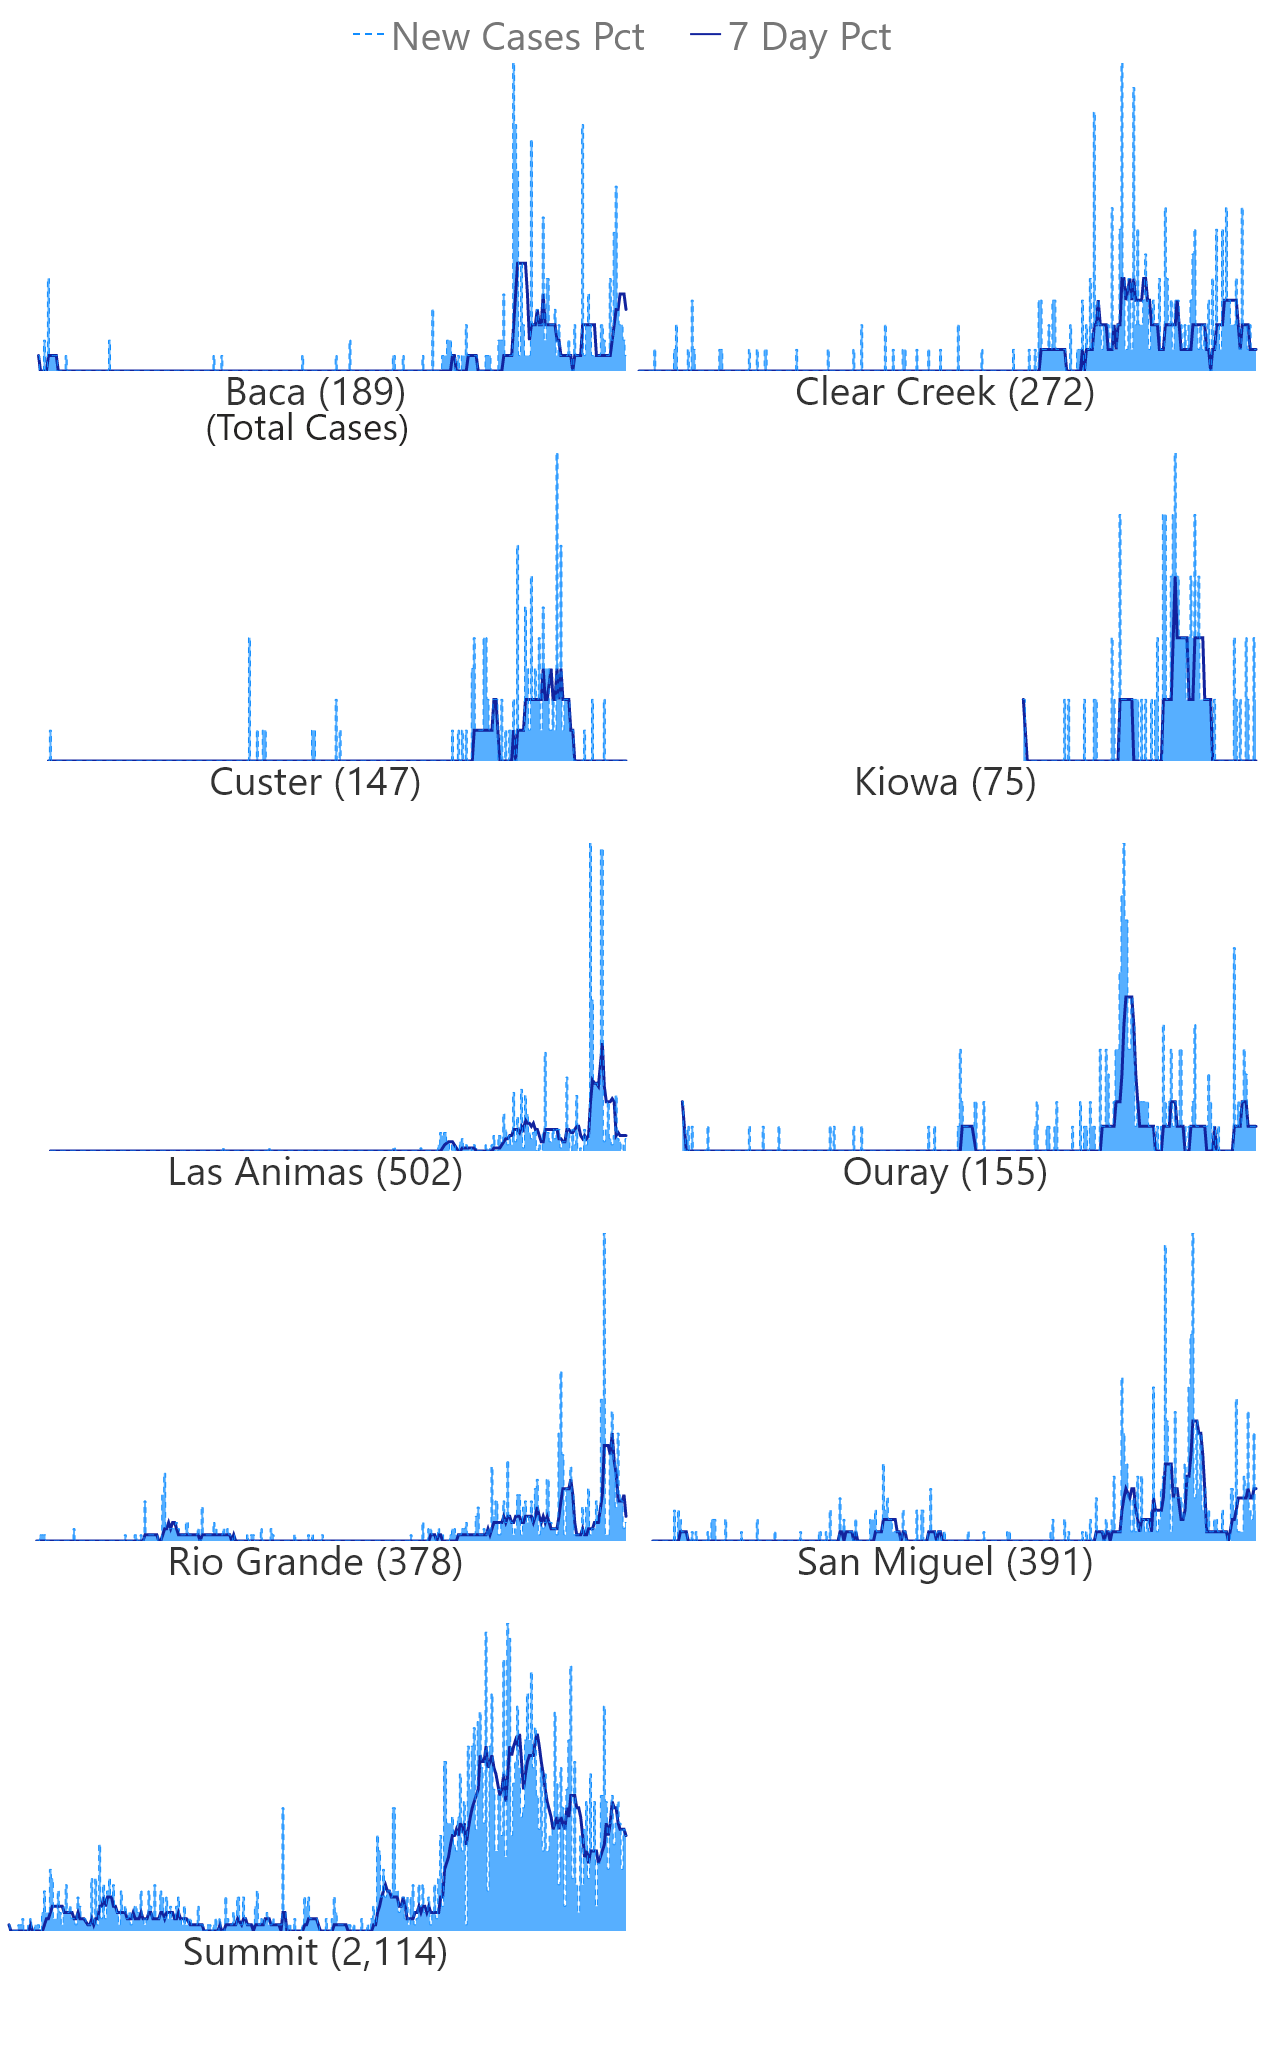 New Cases Pct 7 Day Pct
Baca (189) Clear Creek (272)
(Total Cases)
Custer (147) Kiowa (75)
Las Animas (502) Ouray (155)
Rio Grande (378) San Miguel (391)
Summit (2,114)